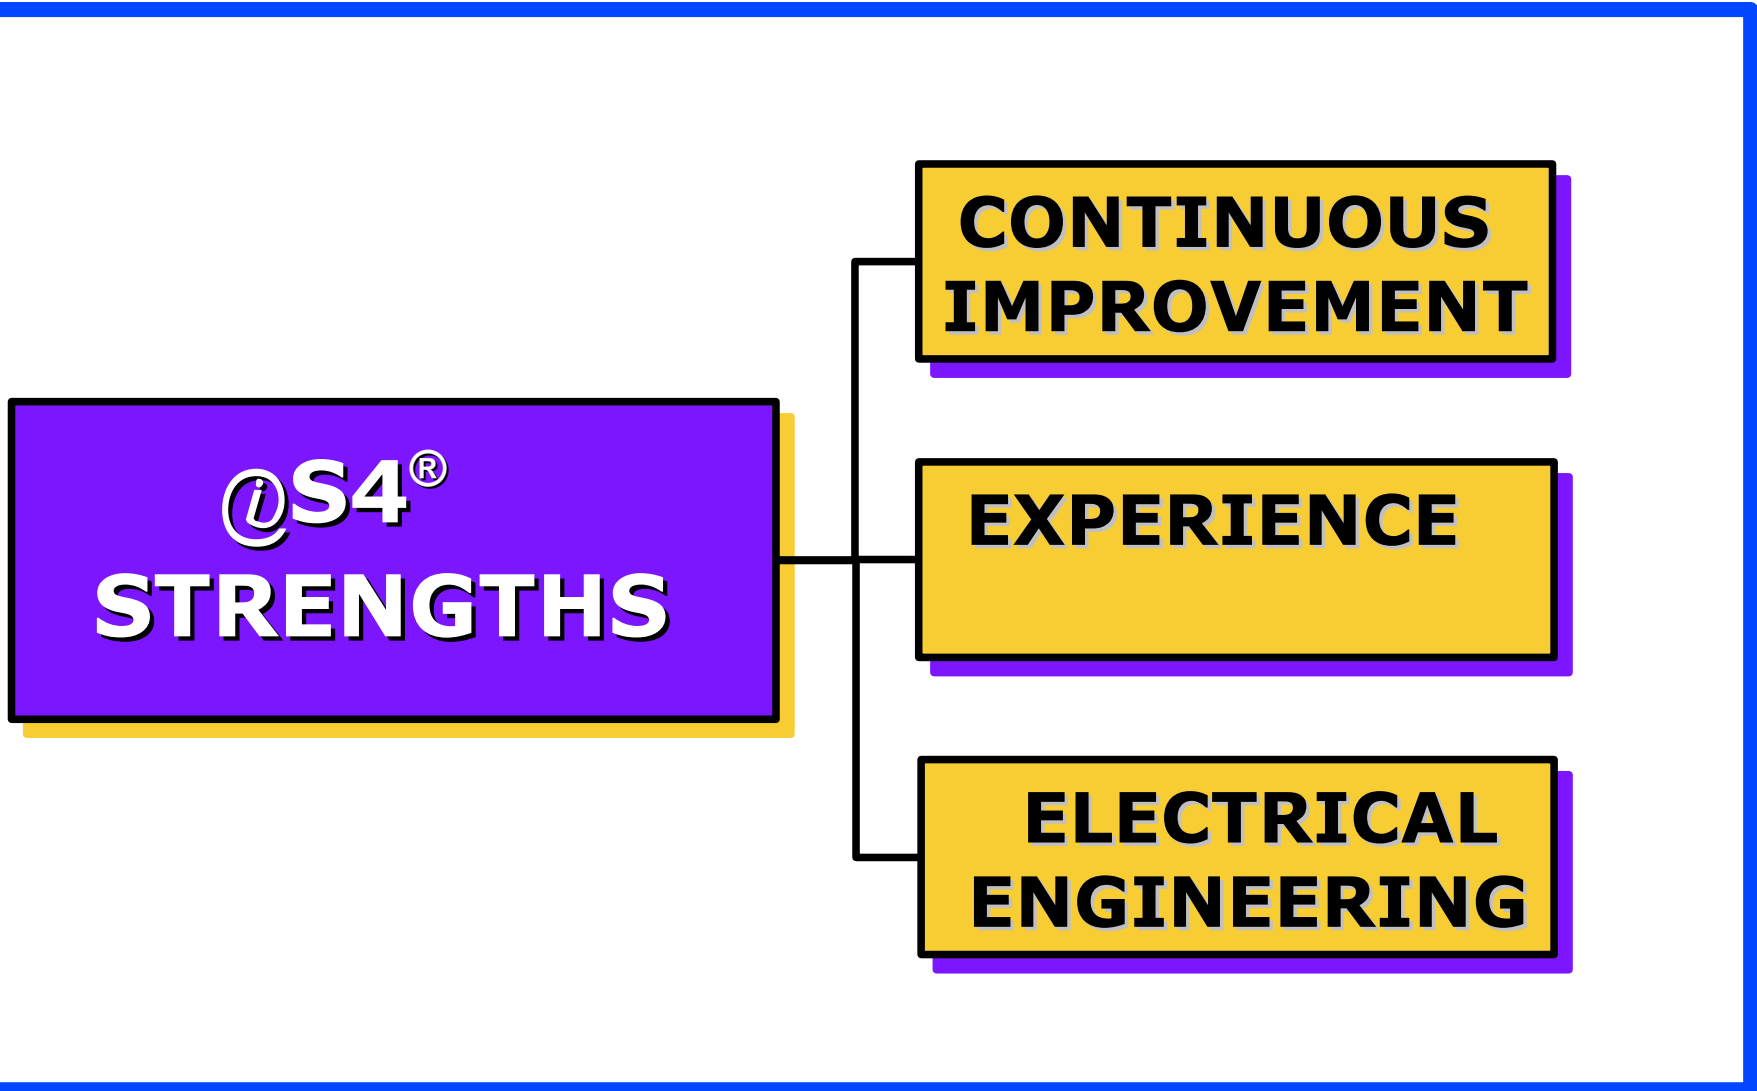 @S4®
STRENGTHS
CONTINUOUS
IMPROVEMENT
EXPERIENCE
ELECTRICAL
ENGINEERING